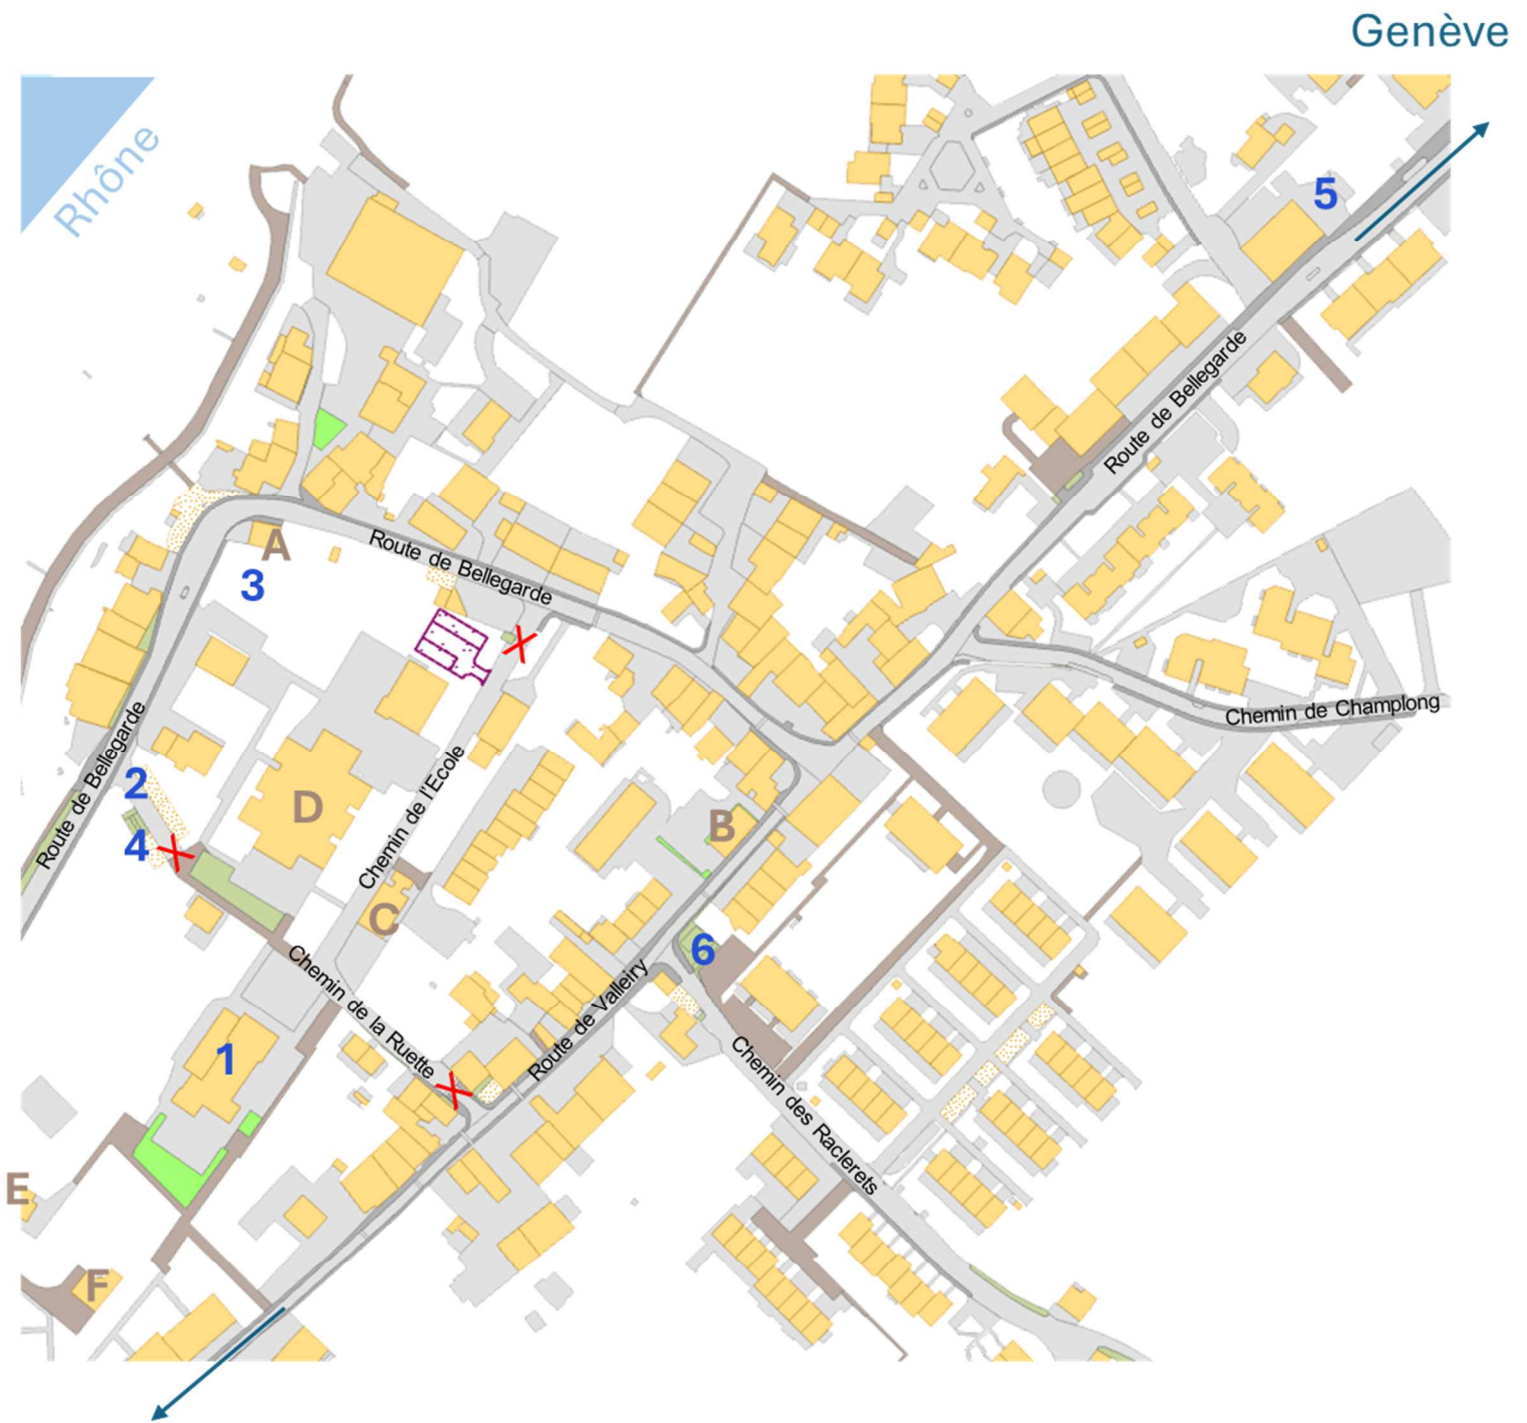 Genève
Rhône
5
Route de Bellegarde
Route de Bellegarde
A
3
Chemin de Champlong
Route de Bellegarde
2
4
D
Chemin de l'Ecole
B
C
6
Chemin de la Ruette
Route de Valleiry
1
Chemin des Raclerets
E
F